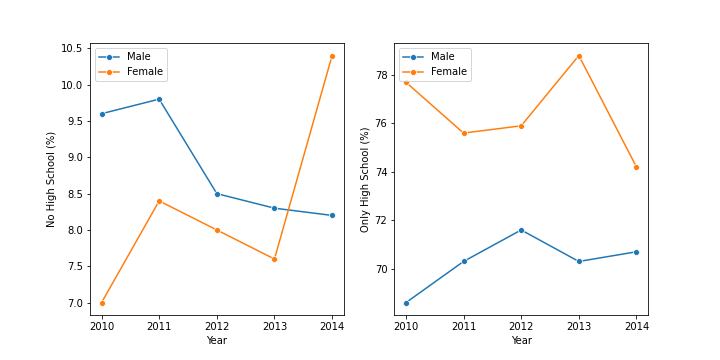 Male
Female
10.5
10.0
9.5
9.0
8.5
8.0
7.5
7.0
No High School (%)
2010 2011 2012 2013 2014
Year
Male
Female
78
76
74
72
70
Only High School (%)
2010 2011 2012 2013 2014
Year